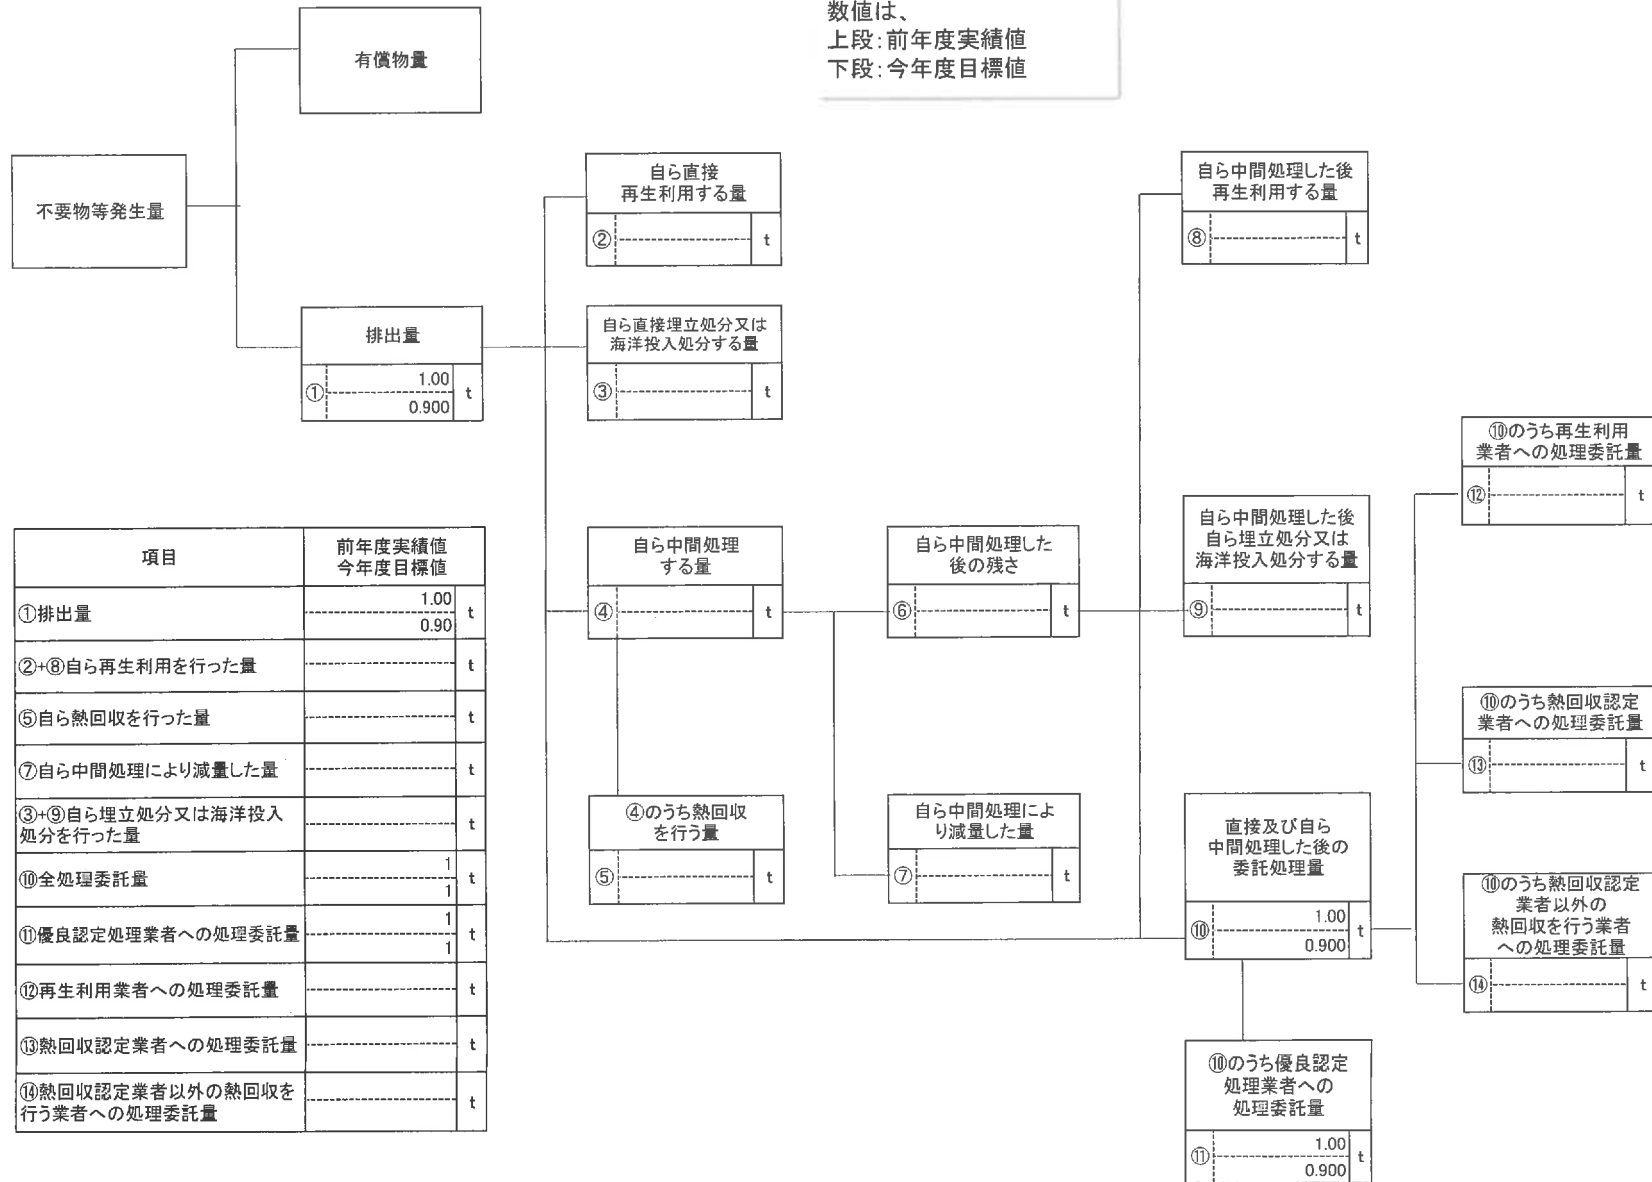 数値は、
上段:前年度実績値
下段:今年度目標値
有償物量
不要物等発生量
排出量
① 1.00 t
0.900
自ら直接
再生利用する量
② t
自ら直接埋立処分又は
海洋投入処分する量
③ t
自ら中間処理
する量
④ t
④のうち熱回収
を行う量
⑤ t
自ら中間処理した
後の残さ
⑥ t
自ら中間処理によ
り減量した量
⑦ t
自ら中間処理した後
再生利用する量
⑧ t
自ら中間処理した後
自ら埋立処分又は
海洋投入処分する量
⑨ t
直接及び自ら
中間処理した後の
委託処理量
⑩ 1.00 t
0.900
⑩のうち優良認定
処理業者への
処理委託量
⑪ 1.00 t
0.900
⑩のうち再生利用
業者への処理委託量
⑫ t
⑩のうち熱回収認定
業者への処理委託量
⑬ t
⑩のうち熱回収認定
業者以外の
熱回収を行う業者
への処理委託量
⑭ t
項目 前年度実績値
今年度目標値
①排出量 1.00 t
0.90
②+⑧自ら再生利用を行った量 t
⑤自ら熱回収を行った量 t
⑦自ら中間処理により減量した量 t
③+⑨自ら埋立処分又は海洋投入
処分を行った量 t
⑩全処理委託量 1 t
1
⑪優良認定処理業者への処理委託量 1 t
1
⑫再生利用業者への処理委託量 t
⑬熱回収認定業者への処理委託量 t
⑭熱回収認定業者以外の熱回収を
行う業者への処理委託量 t